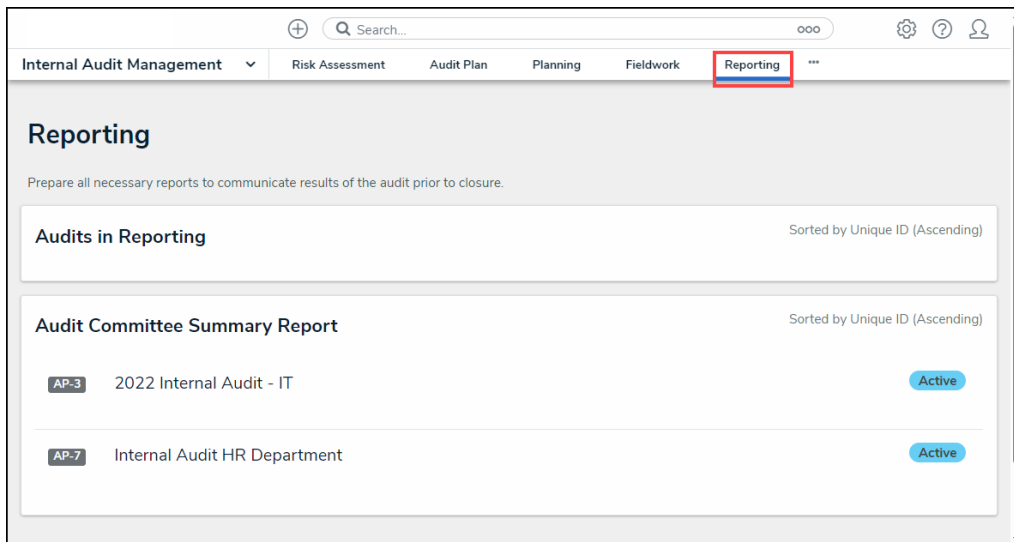 Search...
ooo
Internal Audit Management Risk Assessment Audit Plan Planning Fieldwork Reporting ...
Reporting
Prepare all necessary reports to communicate results of the audit prior to closure.
Audits in Reporting Sorted by Unique ID (Ascending)
Audit Committee Summary Report Sorted by Unique ID (Ascending)
AP-3 2022 Internal Audit - IT Active
AP-7 Internal Audit HR Department Active